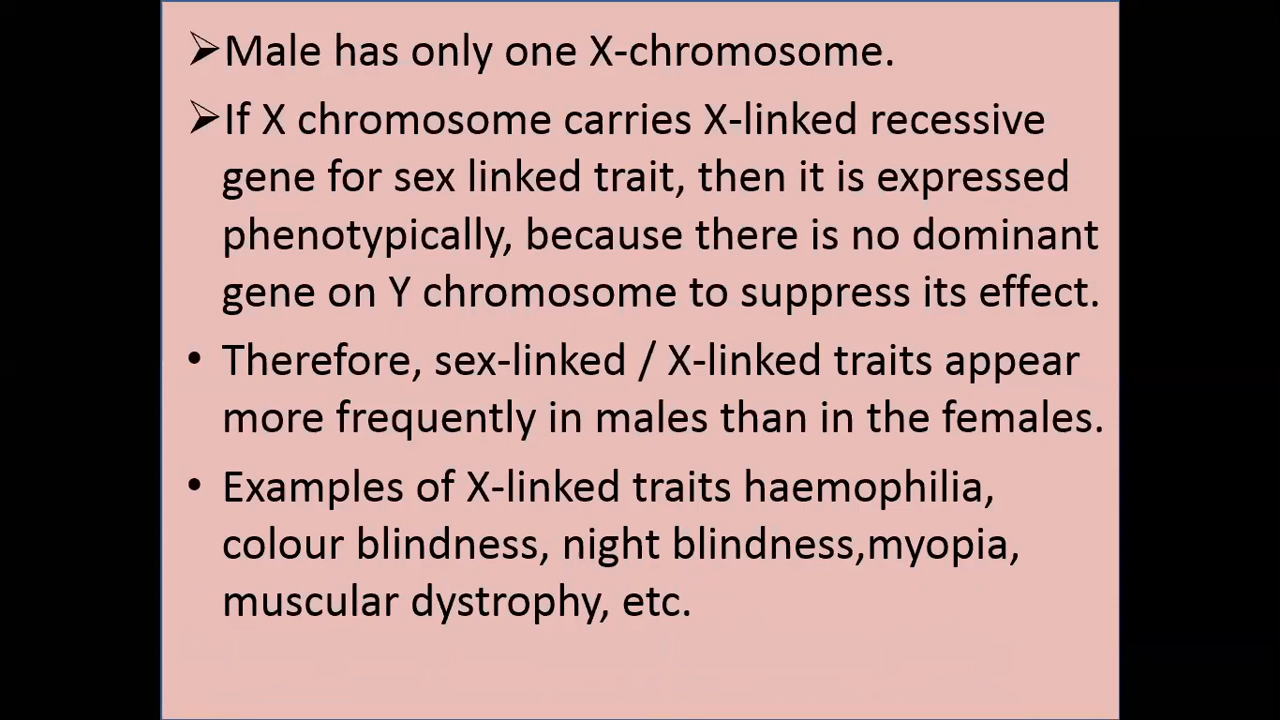 ➢Male has only one X-chromosome.
➢If X chromosome carries X-linked recessive
gene for sex linked trait, then it is expressed
phenotypically, because there is no dominant
gene on Y chromosome to suppress its effect.
• Therefore, sex-linked / X-linked traits appear
more frequently in males than in the females.
• Examples of X-linked traits haemophilia,
colour blindness, night blindness,myopia,
muscular dystrophy, etc.